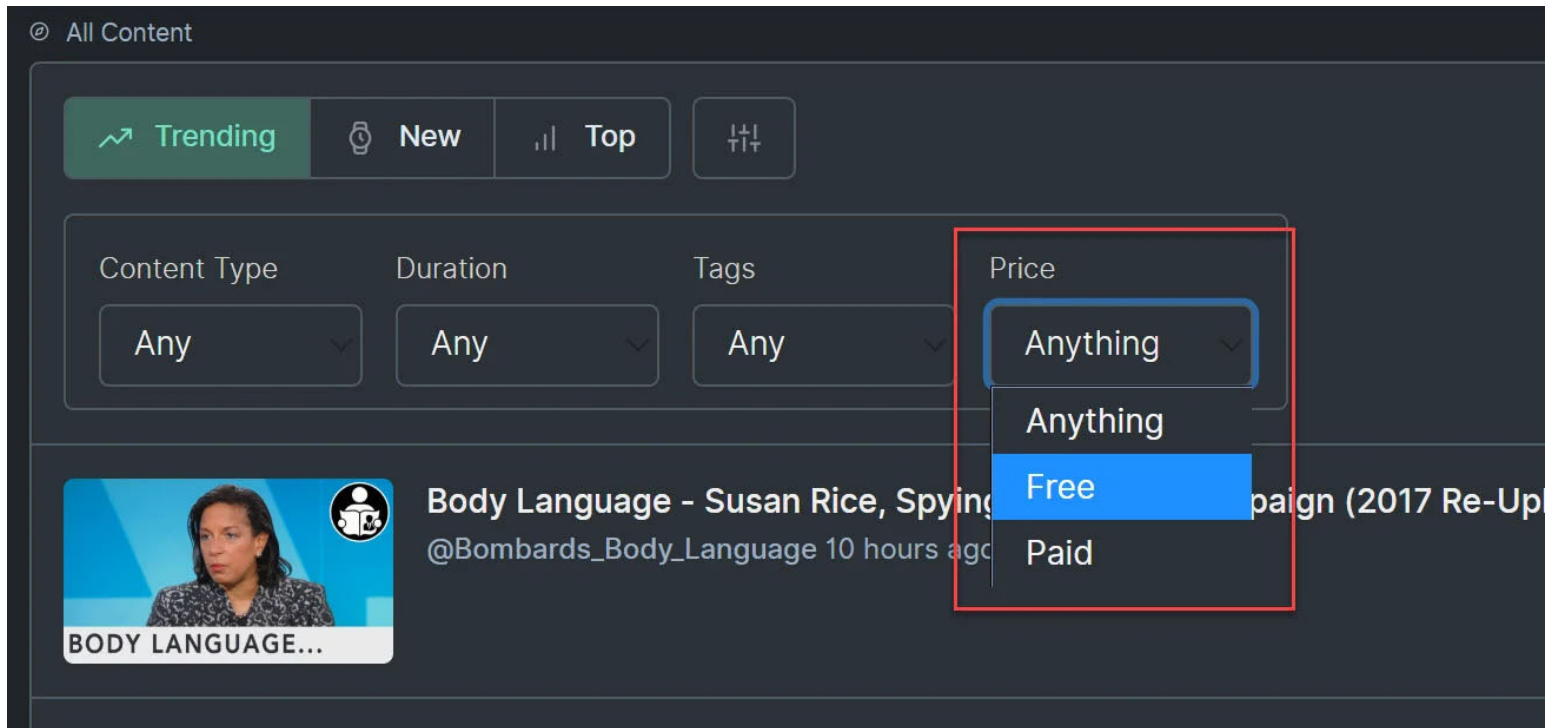 All Content
Trending New Top
Content Type Duration Tags Price
Any Any Any Anything
Anything
Free
Paid
Body Language - Susan Rice, Spying paign (2017 Re-Upl
@Bombards_Body_Language 10 hours ago
BODY LANGUAGE...